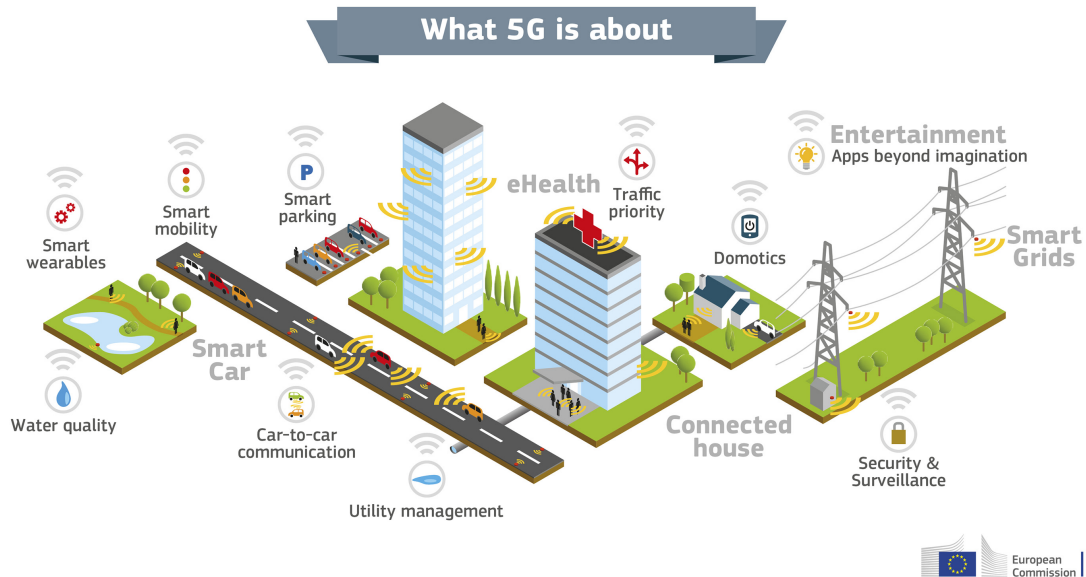 What 5G is about
Smart
wearables
Smart
mobility
P
Smart
parking
eHealth
Traffic
priority
Domotics
Entertainment
Apps beyond imagination
Smart
Grids
Water quality
Smart
Car
Car-to-car
communication
Utility management
Connected
house
Security &
Surveillance
European
Commission